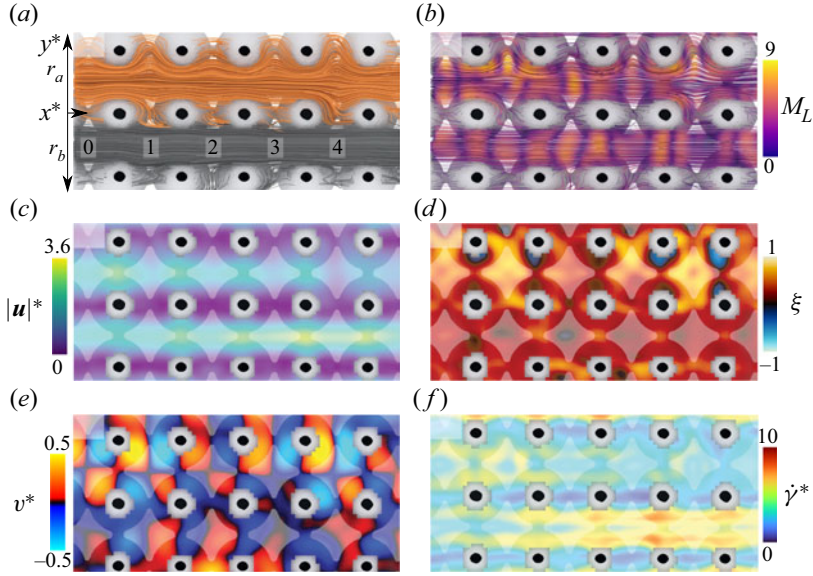 (a)
y*
r_a
x*
r_b
0 1 2 3 4
(b)
9
M_L
0
(c)
3.6
|u|*
0
(d)
1
ξ
–1
(e)
0.5
v*
–0.5
(f)
10
γ̇*
0